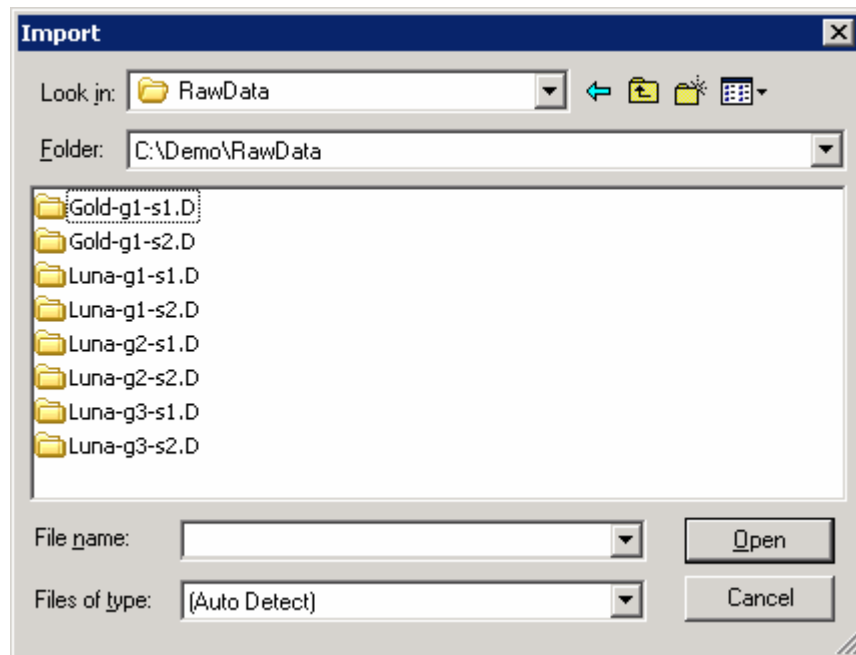 Import
Look in: RawData
Folder: C:\Demo\RawData
Gold-g1-s1.D
Gold-g1-s2.D
Luna-g1-s1.D
Luna-g1-s2.D
Luna-g2-s1.D
Luna-g2-s2.D
Luna-g3-s1.D
Luna-g3-s2.D
File name: Open
Files of type: (Auto Detect) Cancel